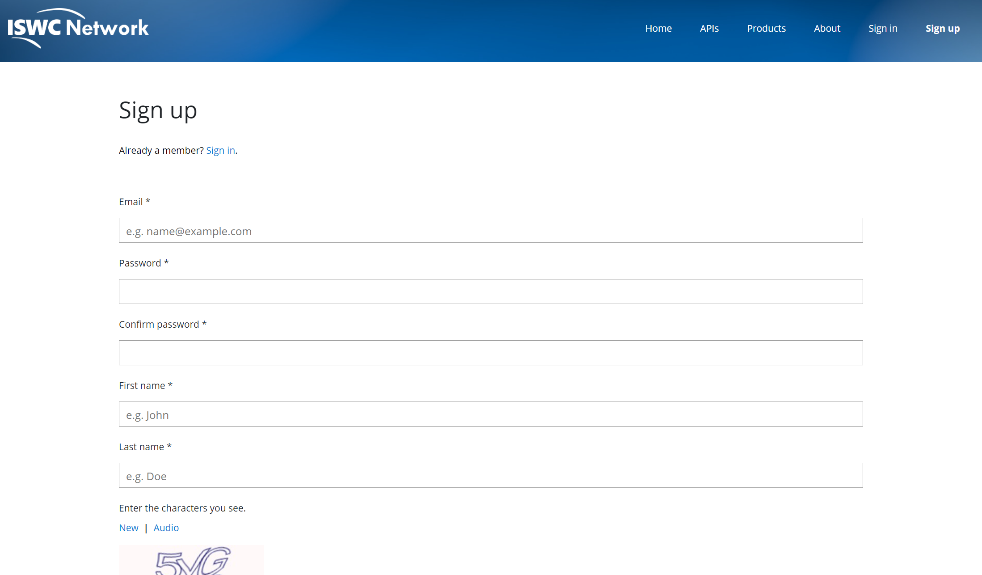 ISWC Network
Home APIs Products About Sign in Sign up
Sign up
Already a member? Sign in.
Email *
e.g. name@example.com
Password *
Confirm password *
First name *
e.g. John
Last name *
e.g. Doe
Enter the characters you see.
New | Audio